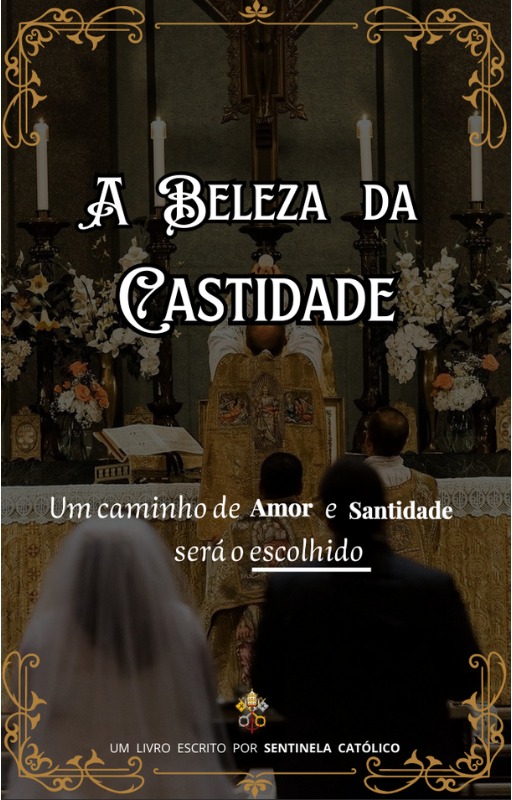 A Beleza da
Castidade
Um caminho de Amor e Santidade
será o escolhido
UM LIVRO ESCRITO POR SENTINELA CATÓLICO